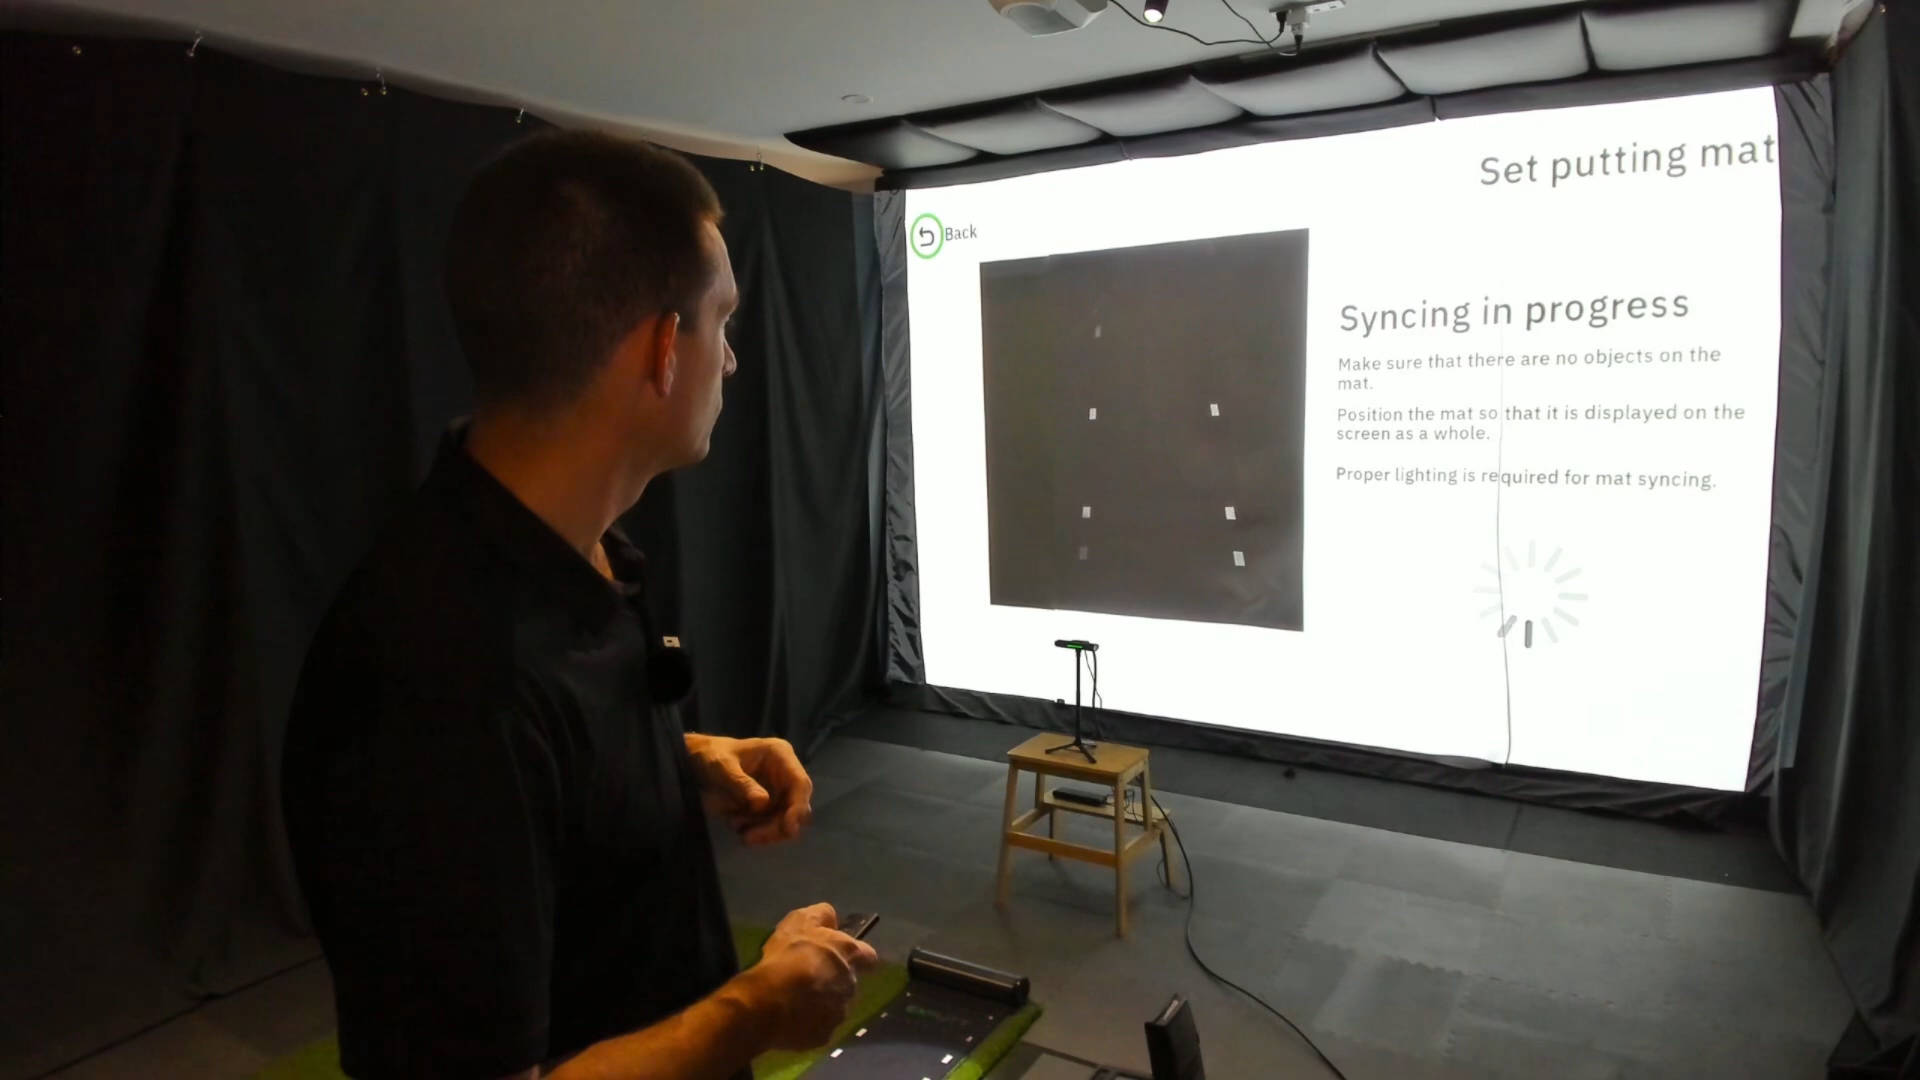 Set putting mat
Back
Syncing in progress
Make sure that there are no objects on the
mat.
Position the mat so that it is displayed on the
screen as a whole.
Proper lighting is required for mat syncing.